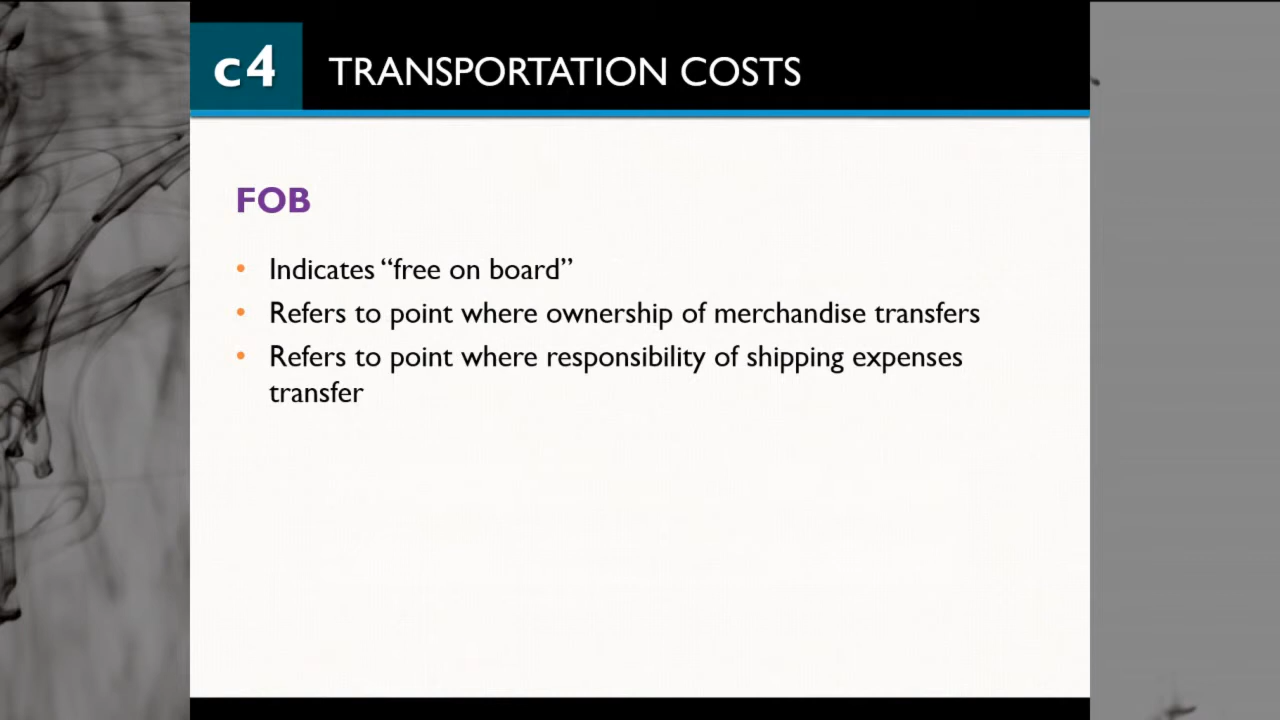 c4
TRANSPORTATION COSTS
FOB
• Indicates “free on board”
• Refers to point where ownership of merchandise transfers
• Refers to point where responsibility of shipping expenses
transfer